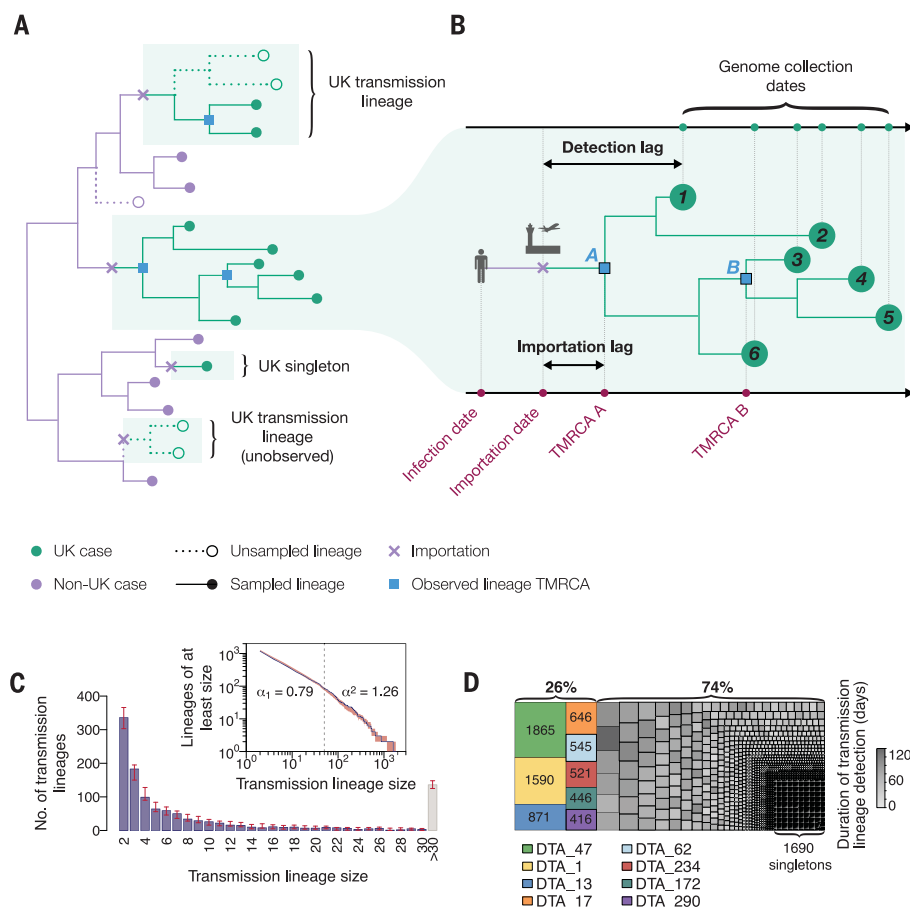 A
UK transmission
lineage
UK singleton
UK transmission
lineage
(unobserved)
B
Genome collection
dates
Detection lag
1
2
A
B
3
4
5
6
Importation lag
Infection date
Importation date
TMRCA A
TMRCA B
UK case
Unsampled lineage
Importation
Non-UK case
Sampled lineage
Observed lineage TMRCA
C
No. of transmission
lineages
400
300
200
100
0
2
4
6
8
10
12
14
16
18
20
22
24
26
28
30
>30
Transmission lineage size
Lineages of at
least size
10³
10²
10¹
10⁰
α₁ = 0.79
α² = 1.26
10⁰
10¹
10²
10³
Transmission lineage size
D
26%
74%
1865
646
545
1590
521
446
871
416
1690
singletons
Duration of transmission
lineage detection (days)
120
80
40
0
DTA_47
DTA_62
DTA_1
DTA_234
DTA_13
DTA_172
DTA_17
DTA_290